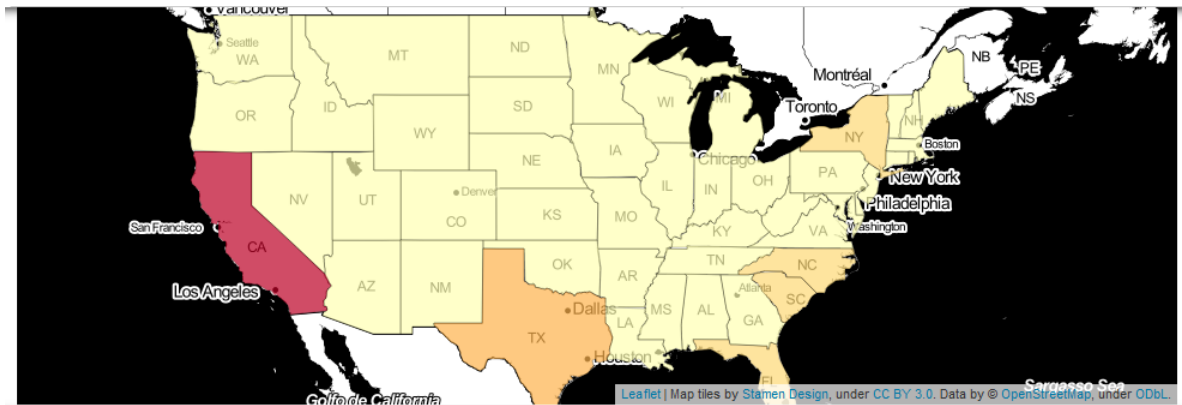 Vancouver
Seattle
WA
MT
ND
MN
NB
PE
Montréal
NS
OR
ID
SD
WI
MI
Toronto
NH
WY
NY
Boston
IA
NE
Chicago
NV
UT
Denver
CO
IL
IN
OH
PA
New York
Philadelphia
KS
MO
KY
VA
Washington
San Francisco
CA
TN
NC
OK
AR
AZ
NM
Los Angeles
Atlanta
SC
Dallas
MS
AL
GA
LA
TX
Houston
FL
Sargasso Sea
Golfo de California
Leaflet | Map tiles by Stamen Design, under CC BY 3.0. Data by © OpenStreetMap, under ODbL.